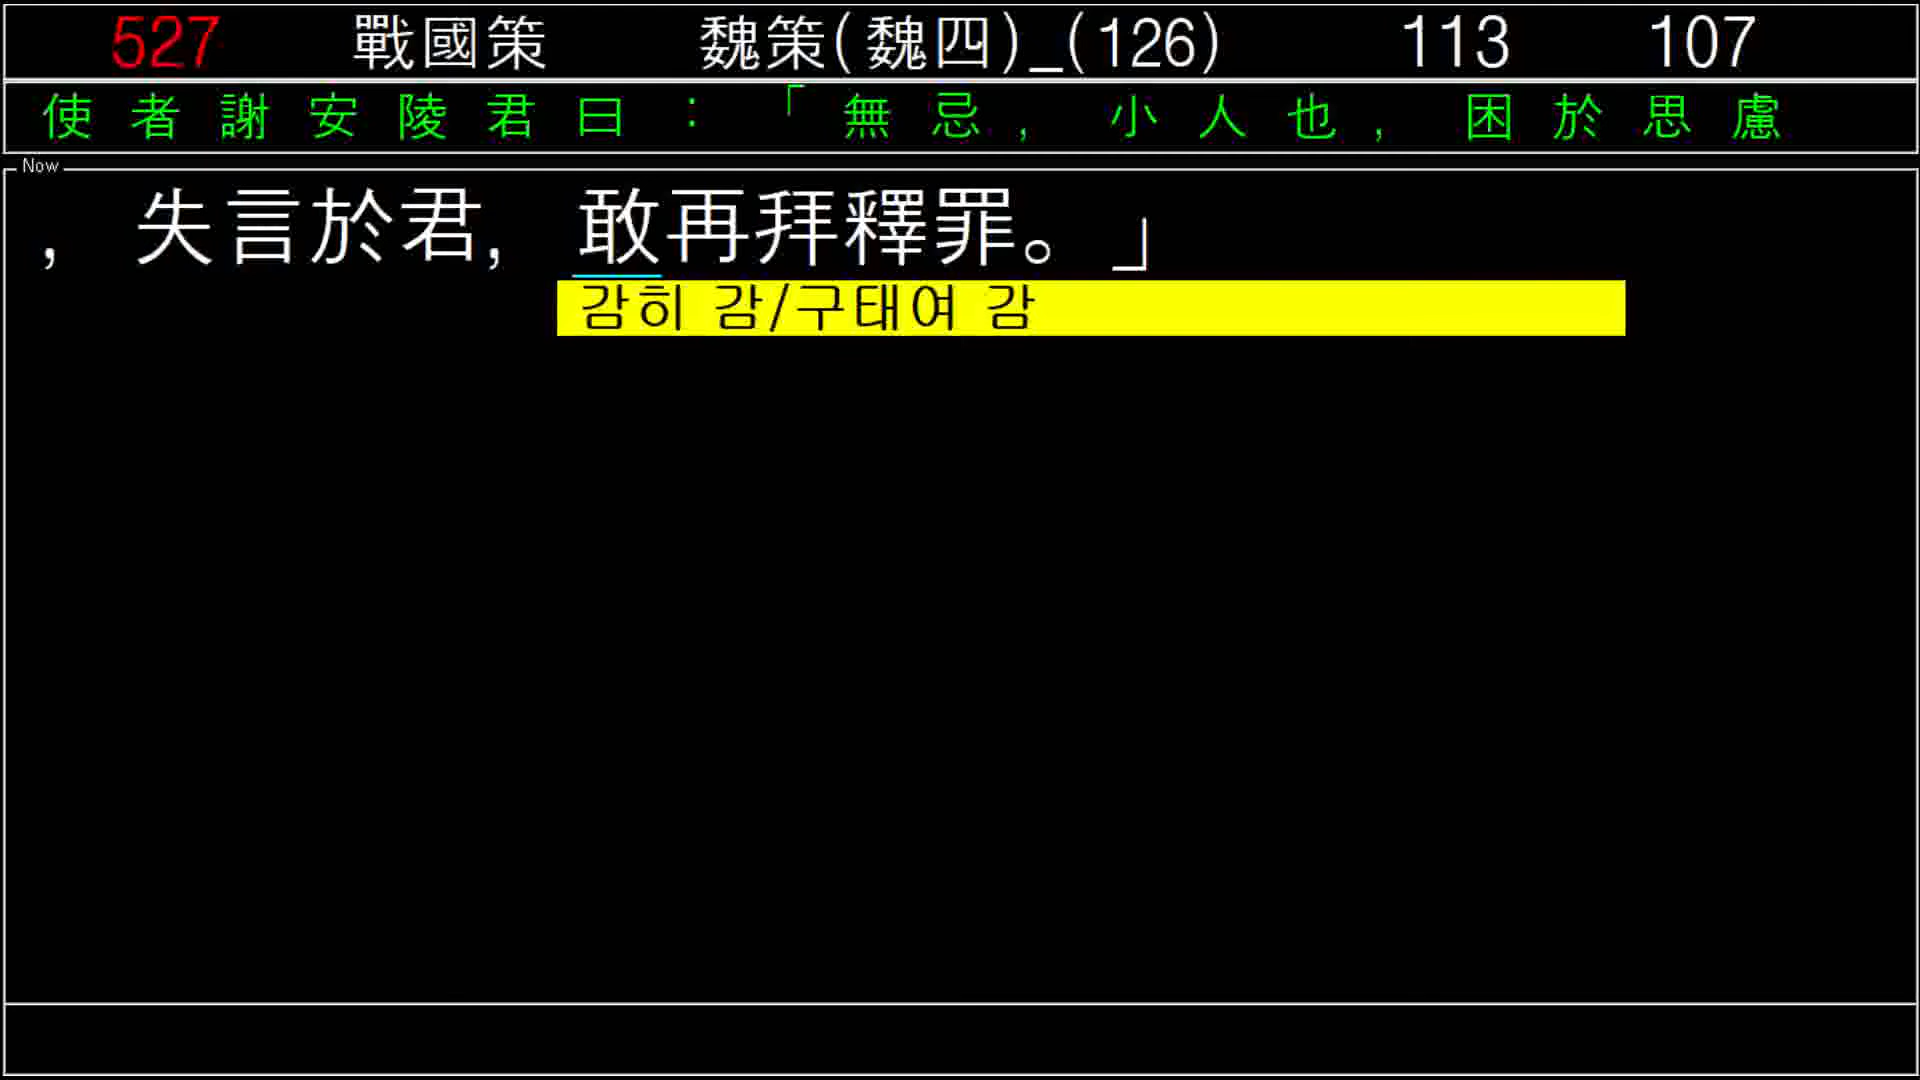 527 戰國策 魏策(魏四)_(126) 113 107
使者謝安陵君曰：「無忌, 小人也, 困於思慮
Now
, 失言於君, 敢再拜釋罪。」
감히 감/구태여 감